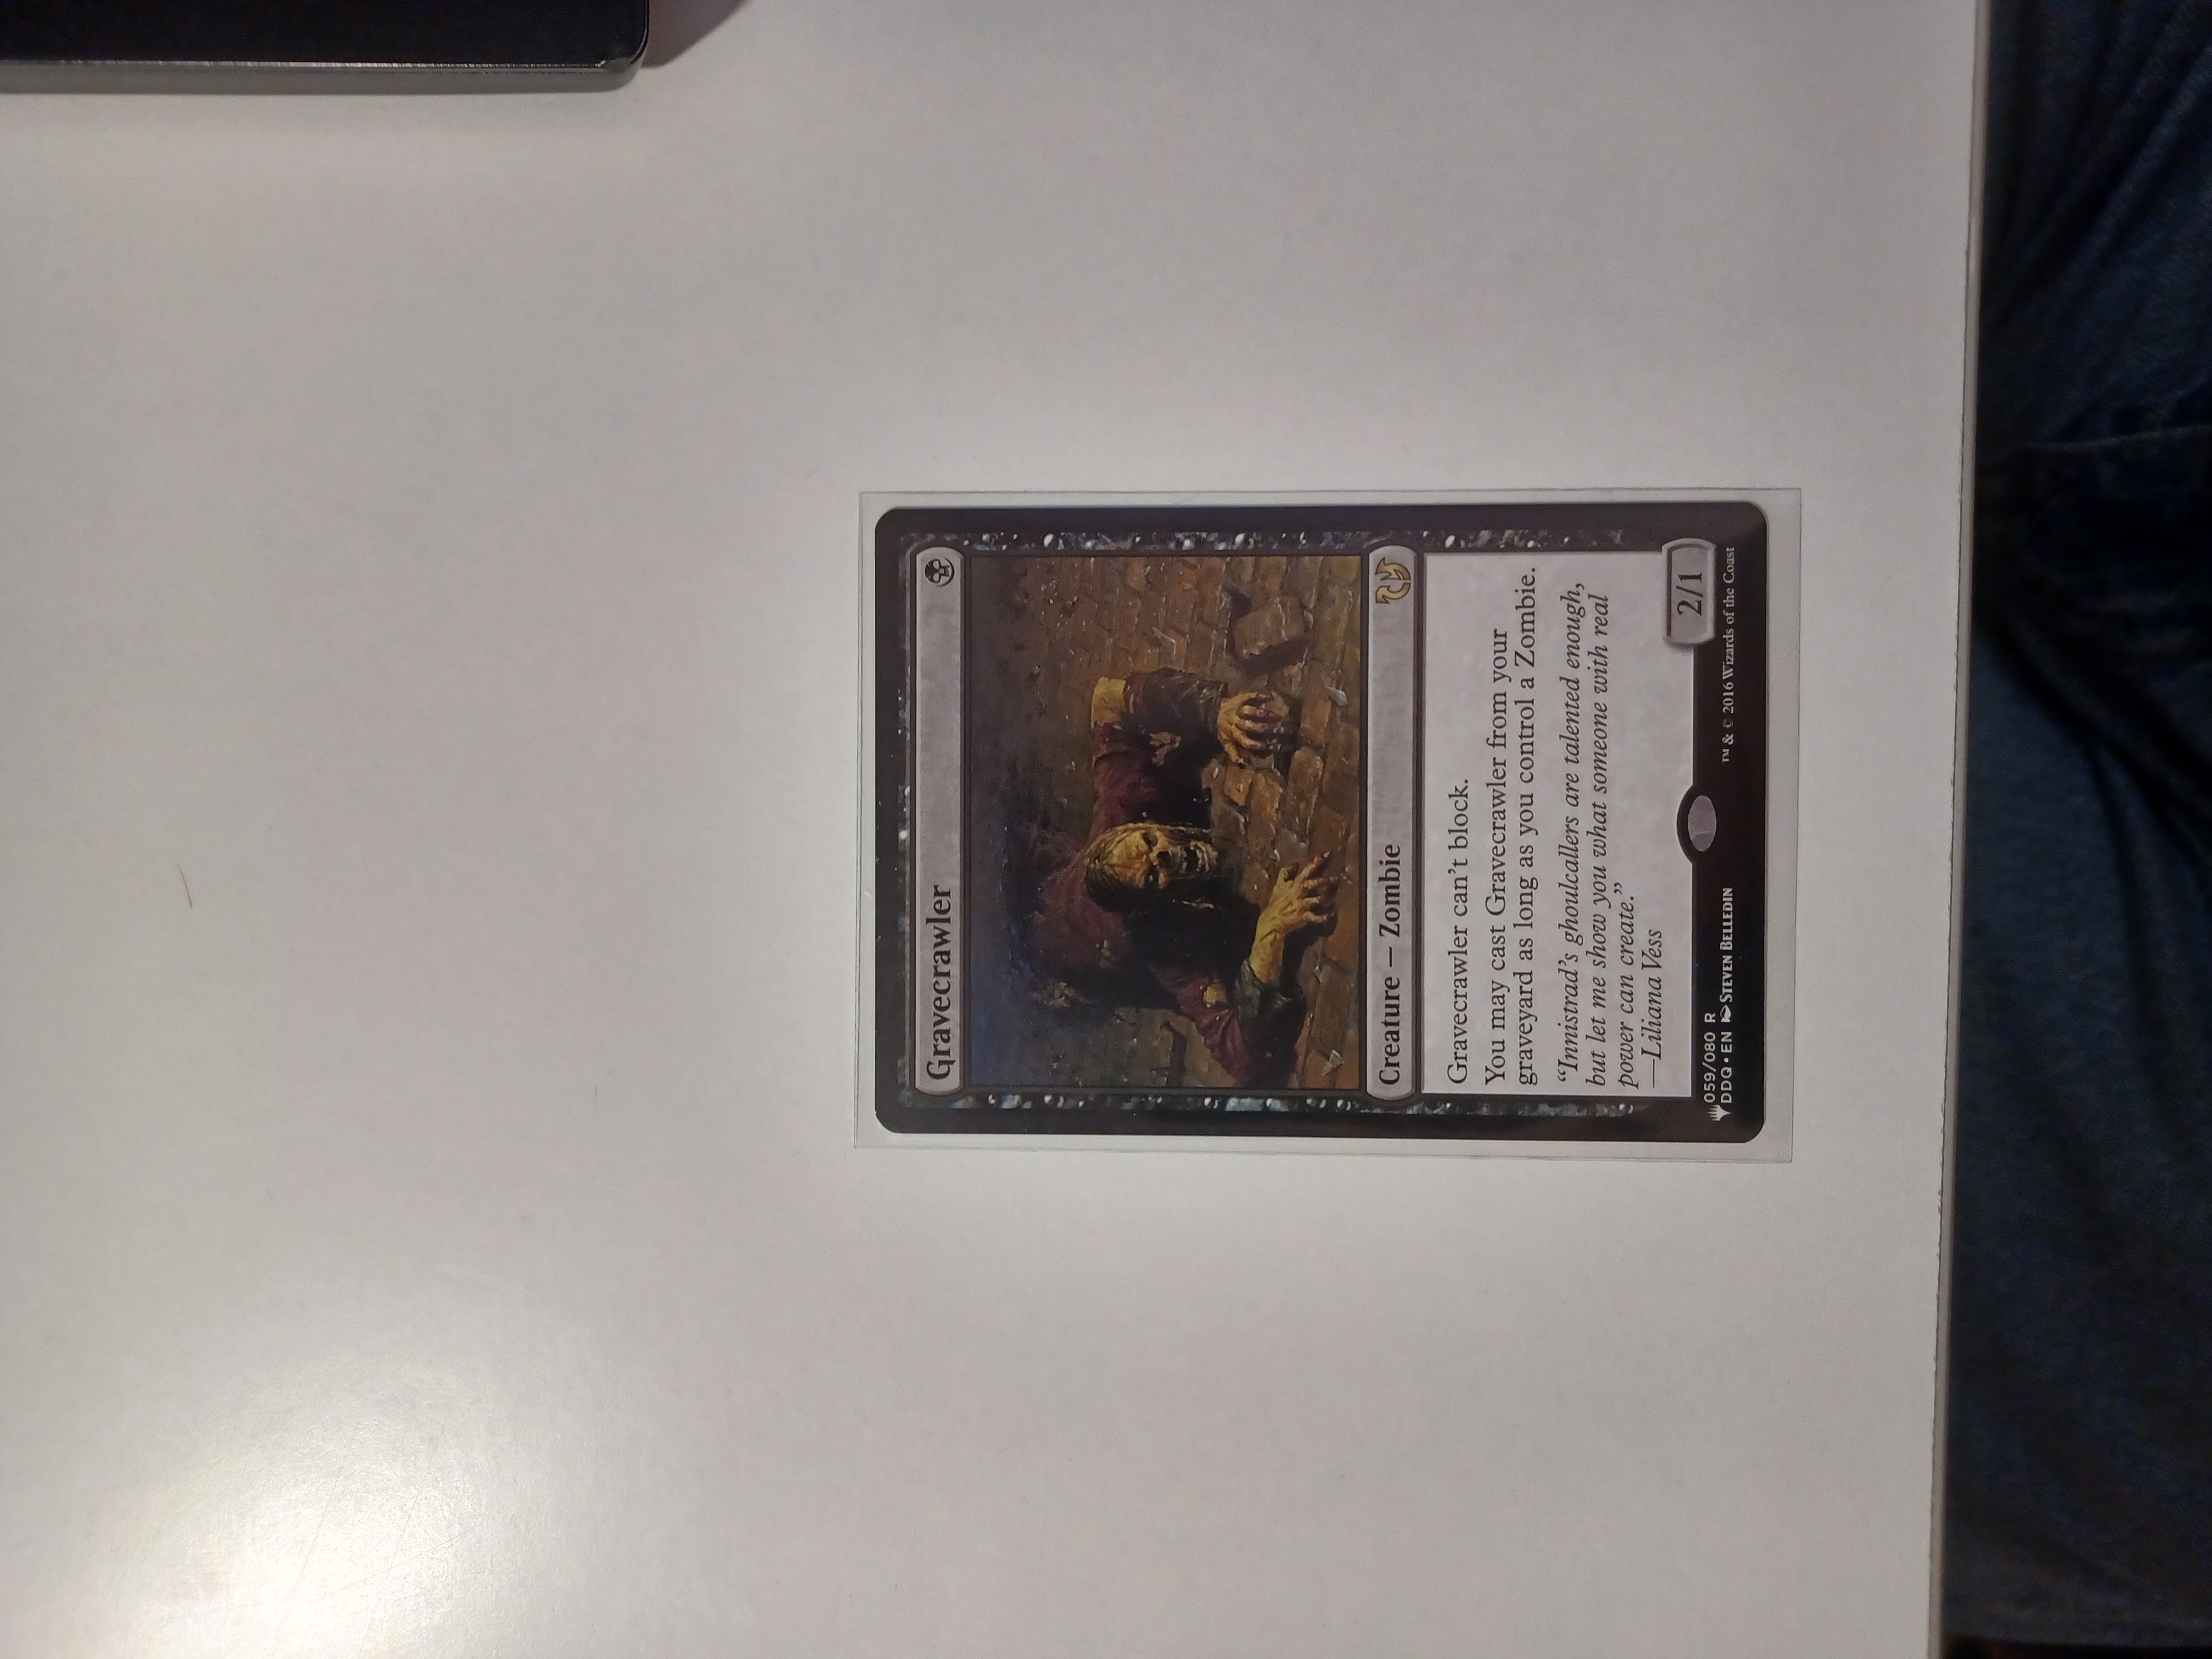 Gravecrawler
Creature — Zombie
Gravecrawler can't block.
You may cast Gravecrawler from your
graveyard as long as you control a Zombie.
“Innistrad's ghoulcallers are talented enough,
but let me show you what someone with real
power can create.”
—Liliana Vess
2/1
059/080 R
DDQ • EN Steven Belledin
™ & © 2016 Wizards of the Coast